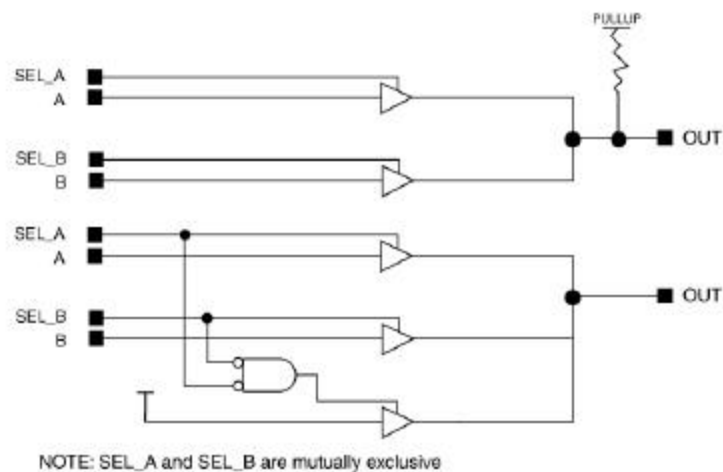 PULLUP
SEL_A
A
OUT
SEL_B
B
SEL_A
A
OUT
SEL_B
B
NOTE: SEL_A and SEL_B are mutually exclusive